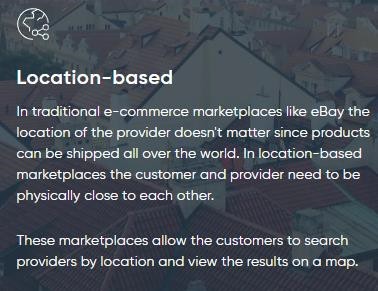 Location-based
In traditional e-commerce marketplaces like eBay the
location of the provider doesn't matter since products
can be shipped all over the world. In location-based
marketplaces the customer and provider need to be
physically close to each other.
These marketplaces allow the customers to search
providers by location and view the results on a map.